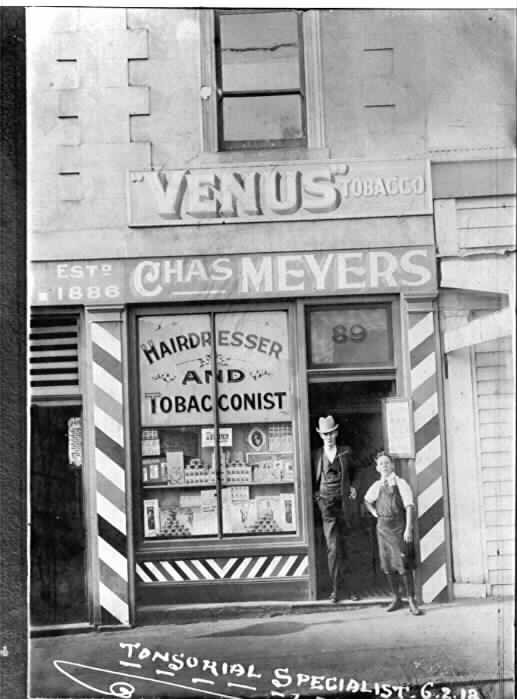 "VENUS" TOBACCO
ESTD 1886
CHAS MEYERS
HAIRDRESSER
AND
TOBACCONIST
89
TONSORIAL SPECIALIST. 6.2.12